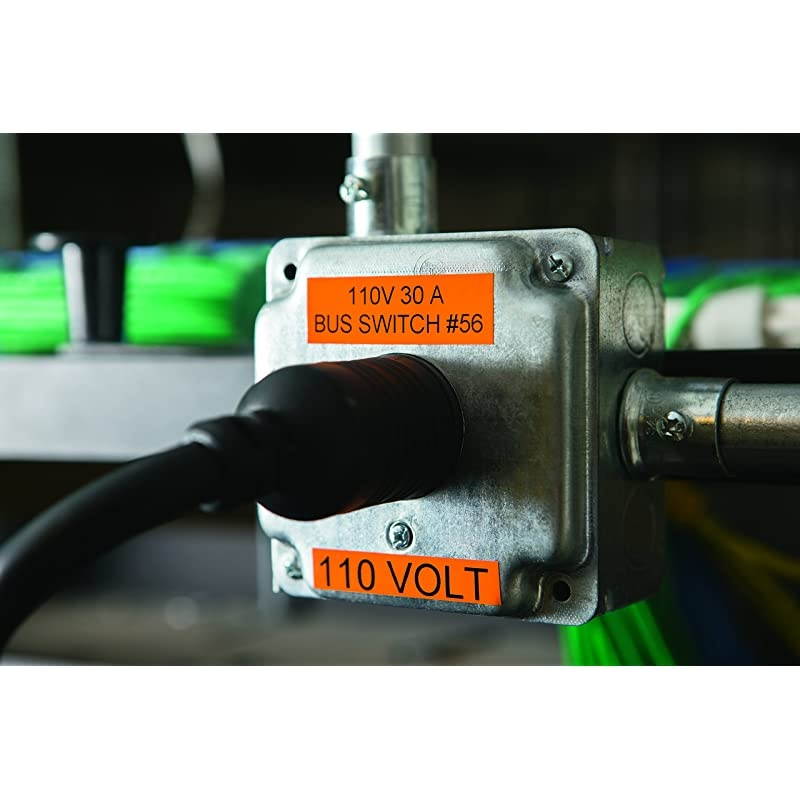 110V 30 A
BUS SWITCH #56
110 VOLT